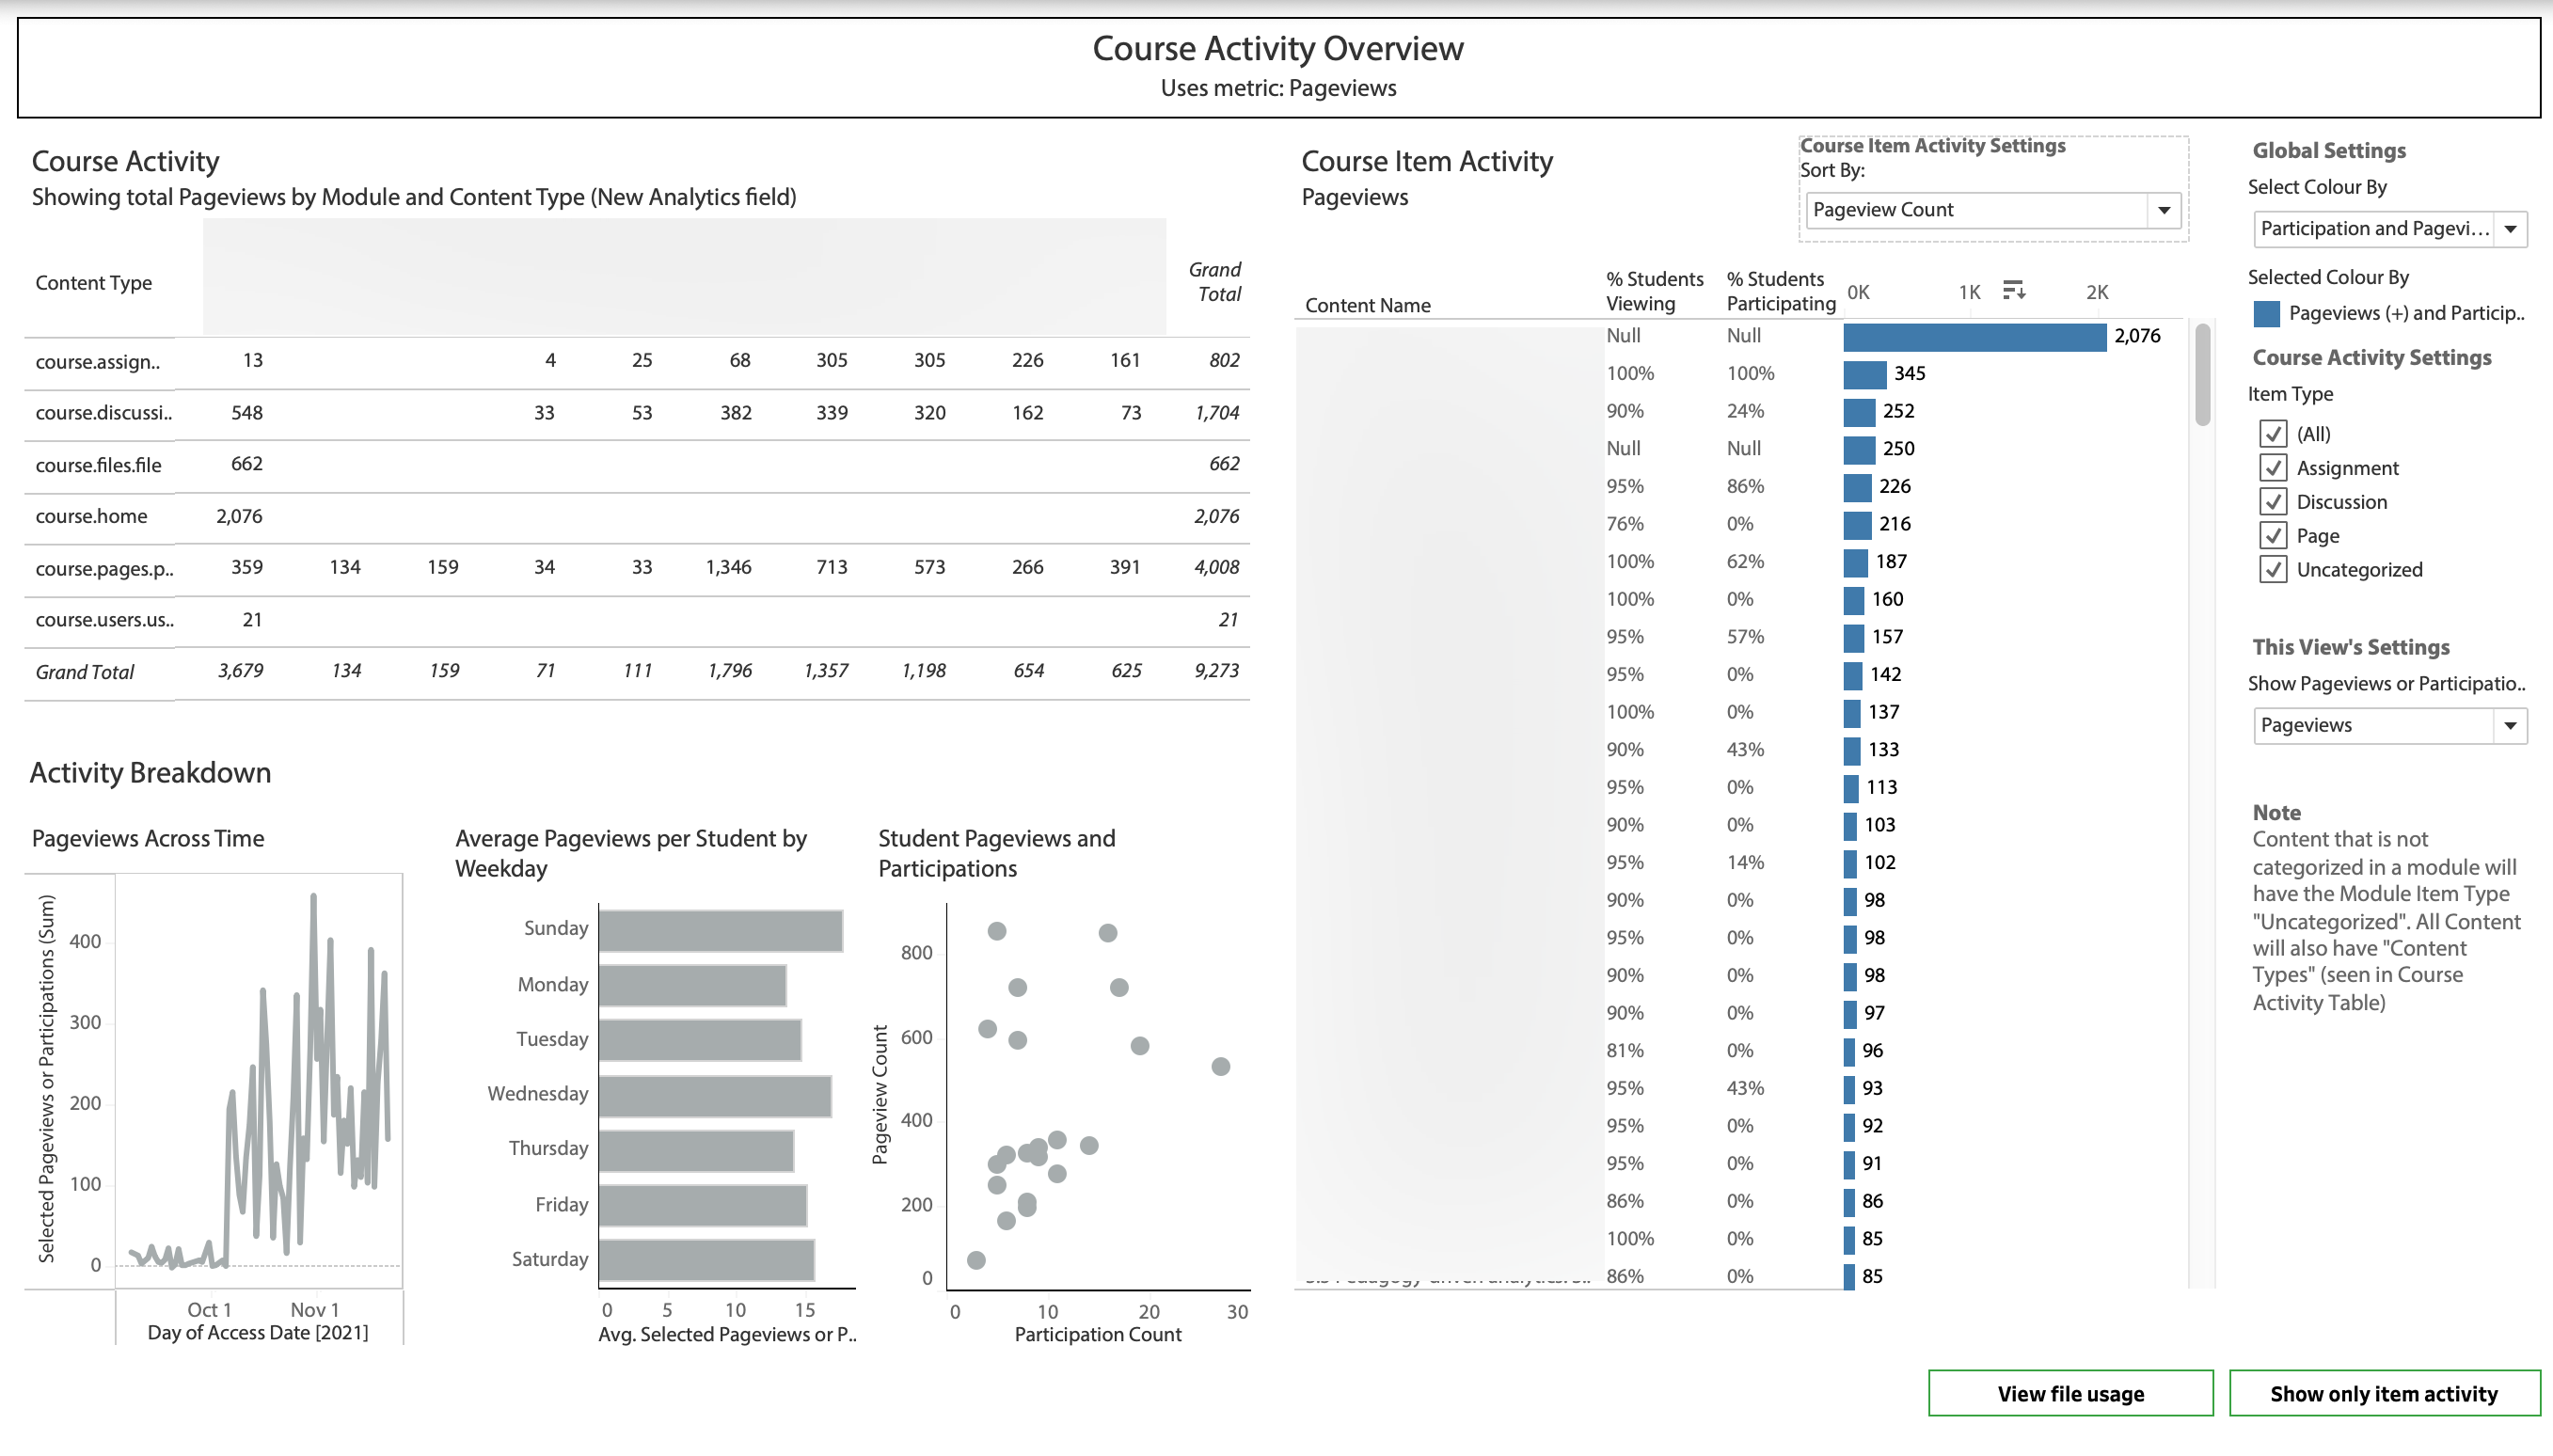 Course Activity Overview
Uses metric: Pageviews
Course Activity
Showing total Pageviews by Module and Content Type (New Analytics field)
Content Type
Grand
Total
course.assign.. 13 4 25 68 305 305 226 161 802
course.discussi.. 548 33 53 382 339 320 162 73 1,704
course.files.file 662 662
course.home 2,076 2,076
course.pages.p.. 359 134 159 34 33 1,346 713 573 266 391 4,008
course.users.us.. 21 21
Grand Total 3,679 134 159 71 111 1,796 1,357 1,198 654 625 9,273
Activity Breakdown
Pageviews Across Time
Selected Pageviews or Participations (Sum)
400
300
200
100
0
Oct 1 Nov 1
Day of Access Date [2021]
Average Pageviews per Student by
Weekday
Sunday
Monday
Tuesday
Wednesday
Thursday
Friday
Saturday
0 5 10 15
Avg. Selected Pageviews or P..
Student Pageviews and
Participations
Pageview Count
800
600
400
200
0
0 10 20 30
Participation Count
Course Item Activity
Pageviews
Course Item Activity Settings
Sort By:
Pageview Count
Content Name
% Students
Viewing
% Students
Participating
0K 1K 2K
Null Null 2,076
100% 100% 345
90% 24% 252
Null Null 250
95% 86% 226
76% 0% 216
100% 62% 187
100% 0% 160
95% 57% 157
95% 0% 142
100% 0% 137
90% 43% 133
95% 0% 113
90% 0% 103
95% 14% 102
90% 0% 98
95% 0% 98
90% 0% 98
90% 0% 97
81% 0% 96
95% 43% 93
95% 0% 92
95% 0% 91
86% 0% 86
100% 0% 85
86% 0% 85
Global Settings
Select Colour By
Participation and Pagevi...
Selected Colour By
Pageviews (+) and Particip..
Course Activity Settings
Item Type
(All)
Assignment
Discussion
Page
Uncategorized
This View's Settings
Show Pageviews or Participatio..
Pageviews
Note
Content that is not
categorized in a module will
have the Module Item Type
"Uncategorized". All Content
will also have "Content
Types" (seen in Course
Activity Table)
View file usage
Show only item activity